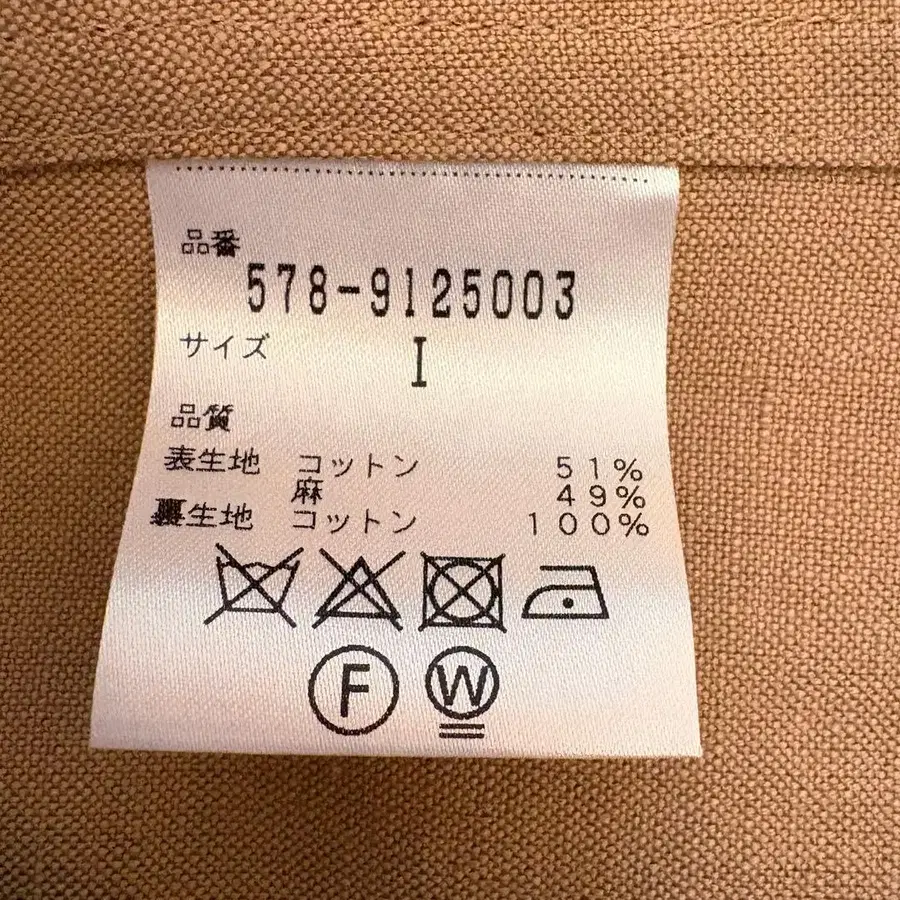 品番
578-9125003
サイズ I
品質
表生地 コットン 51%
麻 49%
裏生地 コットン 100%
F W